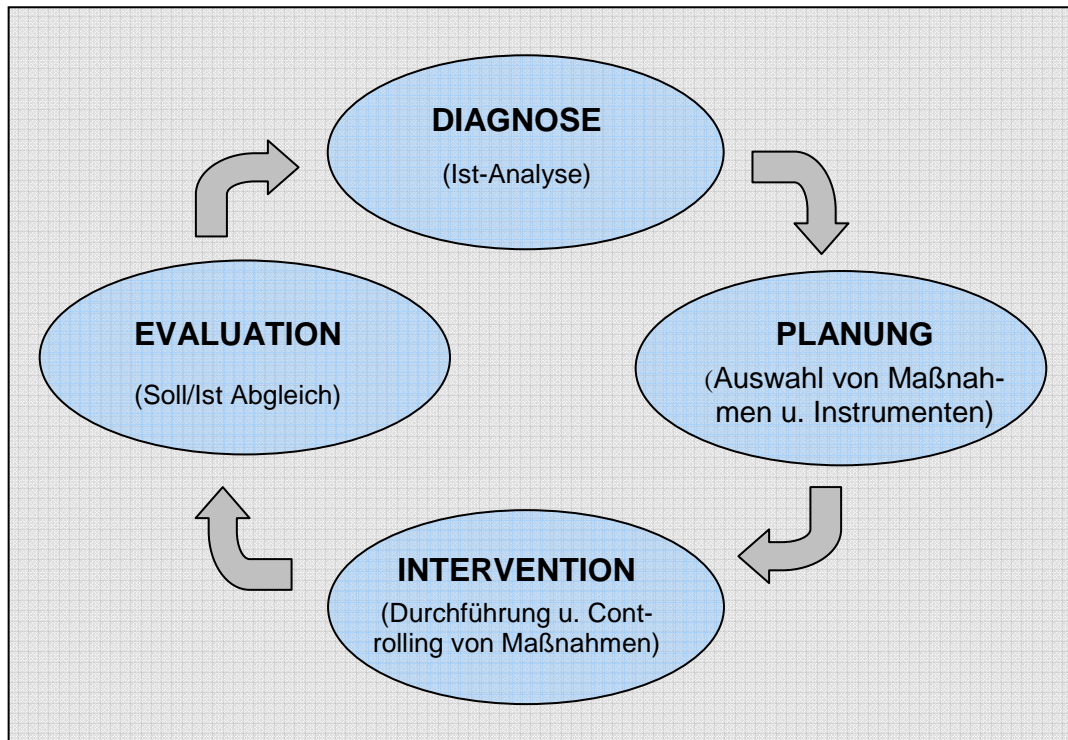 DIAGNOSE
(Ist-Analyse)
PLANUNG
(Auswahl von Maßnah-
men u. Instrumenten)
INTERVENTION
(Durchführung u. Cont-
rolling von Maßnahmen)
EVALUATION
(Soll/Ist Abgleich)